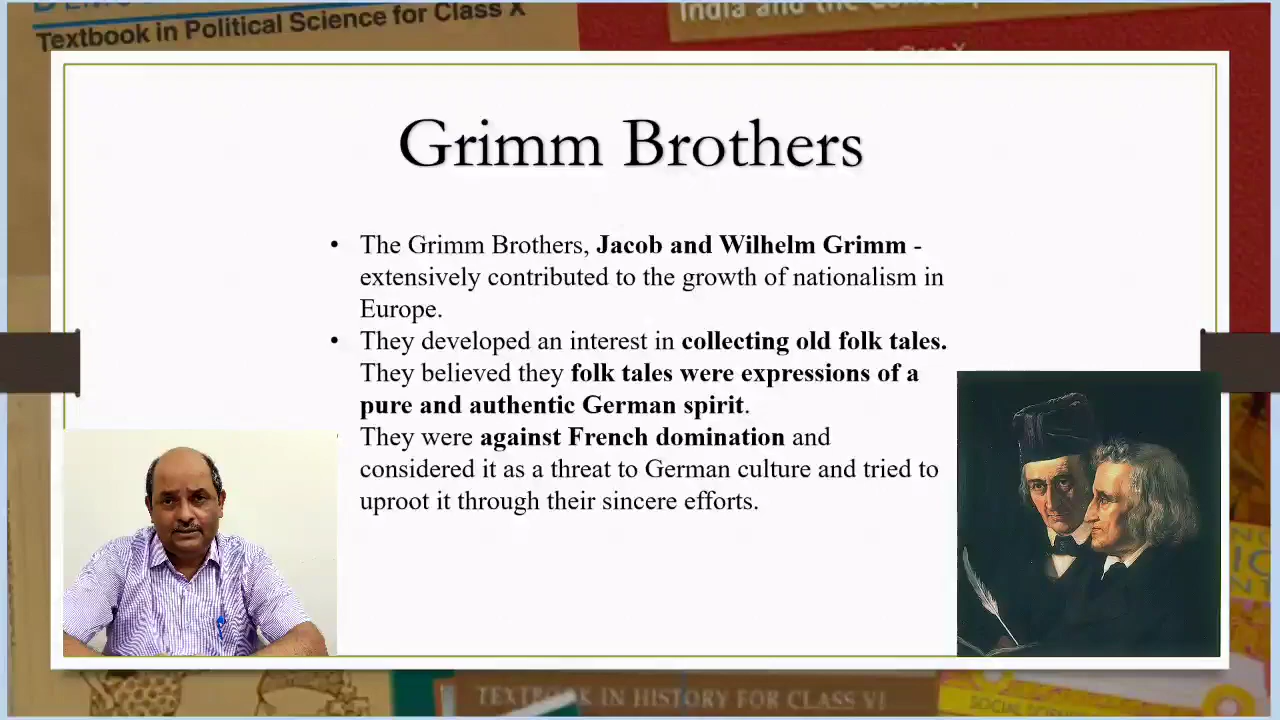 Textbook in Political Science for Class X
India and the
Grimm Brothers
• The Grimm Brothers, Jacob and Wilhelm Grimm -
extensively contributed to the growth of nationalism in
Europe.
• They developed an interest in collecting old folk tales.
They believed they folk tales were expressions of a
pure and authentic German spirit.
They were against French domination and
considered it as a threat to German culture and tried to
uproot it through their sincere efforts.
TEXTBOOK IN HISTORY FOR CLASS VI